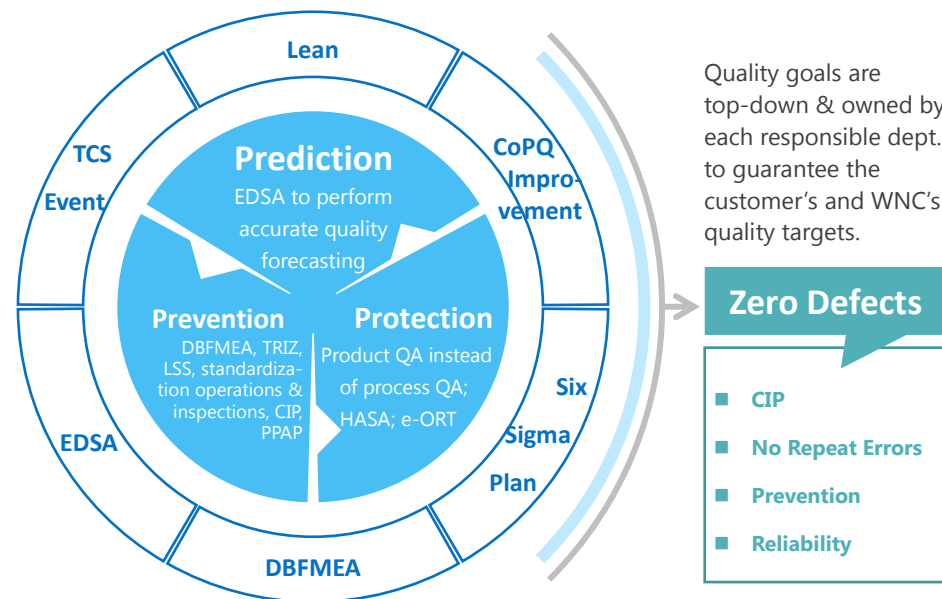 Lean
TCS
Event
CoPQ
Impro-
vement
Prediction
EDSA to perform
accurate quality
forecasting
Prevention
DBFMEA, TRIZ,
LSS, standardiza-
tion operations &
inspections, CIP,
PPAP
Protection
Product QA instead
of process QA;
HASA; e-ORT
EDSA
Six
Sigma
Plan
DBFMEA
Quality goals are
top-down & owned by
each responsible dept.
to guarantee the
customer's and WNC's
quality targets.
Zero Defects
■ CIP
■ No Repeat Errors
■ Prevention
■ Reliability